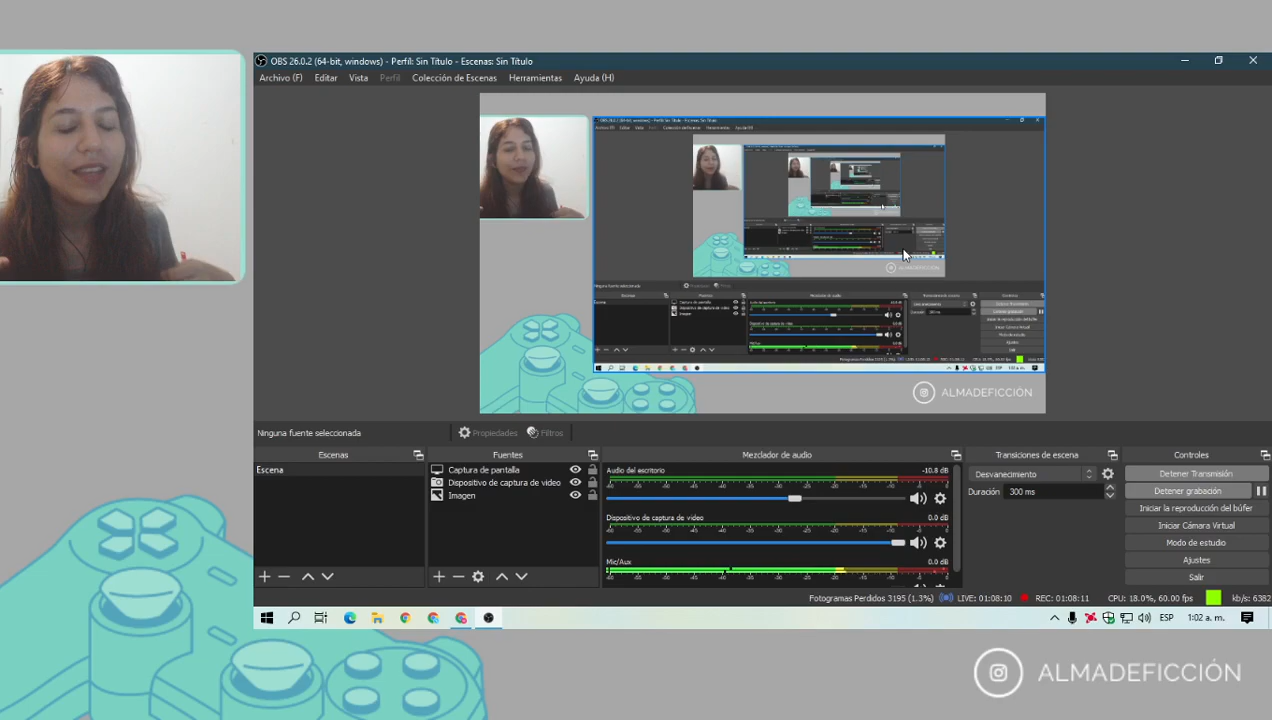 OBS 26.0.2 (64-bit, windows) - Perfil: Sin Título - Escenas: Sin Título
Archivo (F) Editar Vista Perfil Colección de Escenas Herramientas Ayuda (H)
ALMADEFICCIÓN
Ninguna fuente seleccionada Propiedades Filtros
Escenas Fuentes Mezclador de audio Transiciones de escena Controles
Escena
Captura de pantalla
Dispositivo de captura de video
Imagen
Audio del escritorio -10.8 dB
Dispositivo de captura de video 0.0 dB
Mic/Aux 0.0 dB
Desvanecimiento
Duración 300 ms
Detener Transmisión
Detener grabación
Iniciar la reproducción del búfer
Iniciar Cámara Virtual
Modo de estudio
Ajustes
Salir
Fotogramas Perdidos 3195 (1.3%) LIVE: 01:08:10 REC: 01:08:11 CPU: 18.0%, 60.00 fps kb/s: 6382
ESP 1:02 a. m.
ALMADEFICCIÓN